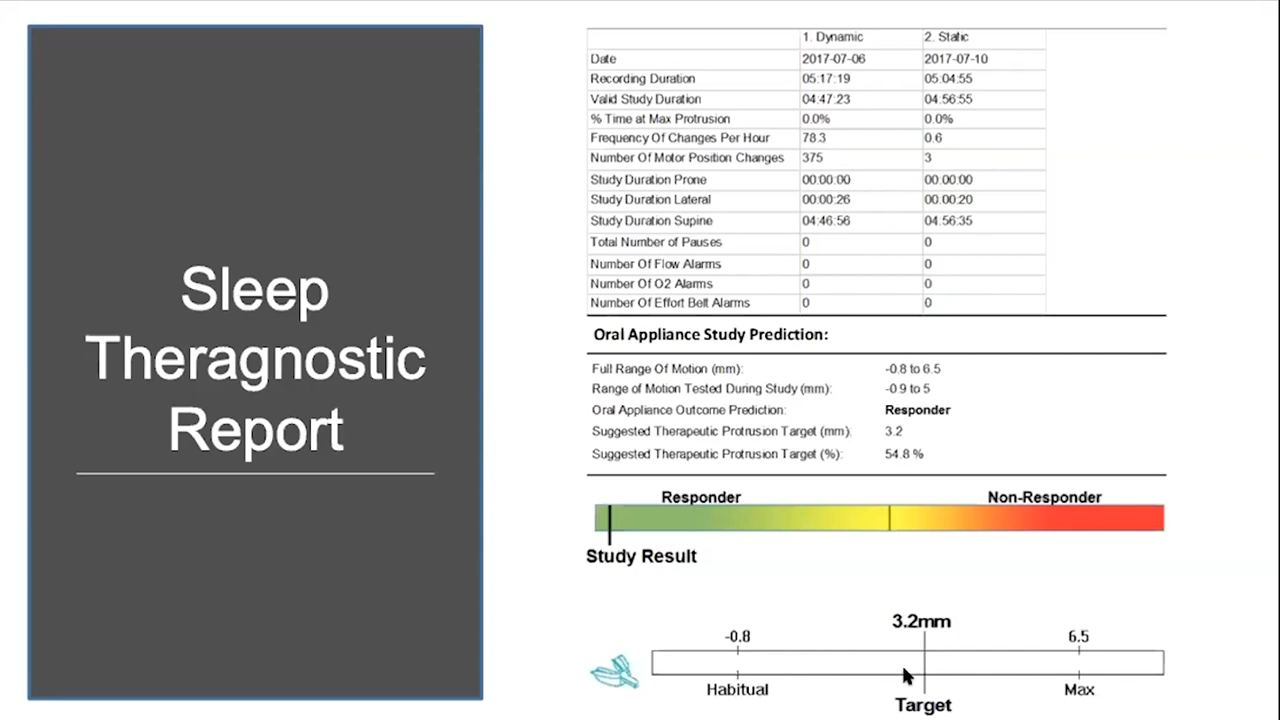 Sleep
Theragnostic
Report
1. Dynamic 2. Static
Date 2017-07-06 2017-07-10
Recording Duration 05:17:19 05:04:55
Valid Study Duration 04:47:23 04:56:55
% Time at Max Protrusion 0.0% 0.0%
Frequency Of Changes Per Hour 78.3 0.6
Number Of Motor Position Changes 375 3
Study Duration Prone 00:00:00 00:00:00
Study Duration Lateral 00:00:26 00:00:20
Study Duration Supine 04:46:56 04:56:35
Total Number of Pauses 0 0
Number Of Flow Alarms 0 0
Number Of O2 Alarms 0 0
Number Of Effort Belt Alarms 0 0
Oral Appliance Study Prediction:
Full Range Of Motion (mm): -0.8 to 6.5
Range of Motion Tested During Study (mm): -0.9 to 5
Oral Appliance Outcome Prediction: Responder
Suggested Therapeutic Protrusion Target (mm): 3.2
Suggested Therapeutic Protrusion Target (%): 54.8 %
Responder Non-Responder
Study Result
3.2mm
-0.8 6.5
Habitual Max
Target